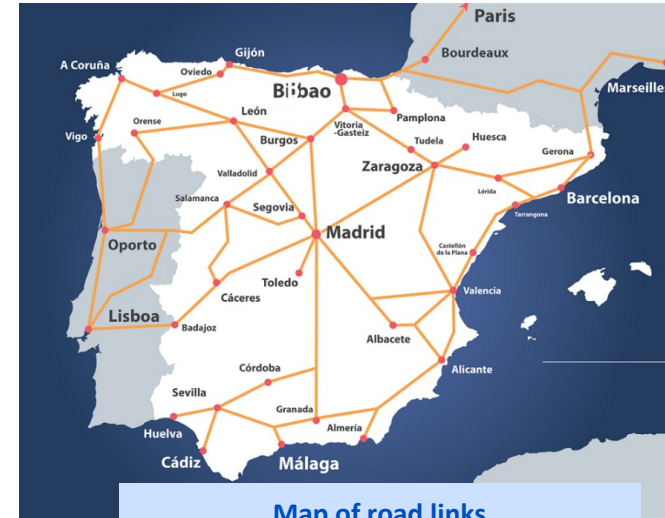 Paris
Bourdeaux
Marseille
Gijón
A Coruña
Oviedo
Bilbao
Lugo
León
Orense
Vigo
Burgos
Vitoria
-Gasteiz
Pamplona
Tudela
Huesca
Zaragoza
Gerona
Valladolid
Lérida
Barcelona
Salamanca
Segovia
Tarrangona
Madrid
Oporto
Castellón
de la Plana
Toledo
Cáceres
Valencia
Lisboa
Badajoz
Albacete
Alicante
Córdoba
Sevilla
Granada
Almería
Huelva
Cádiz
Málaga
Map of road links